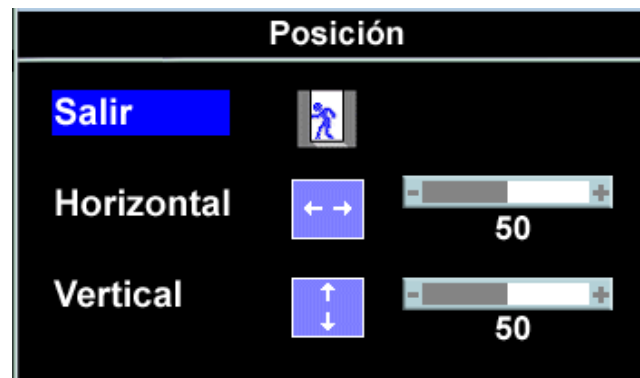 Posición
Salir
Horizontal
- +
50
Vertical
- +
50